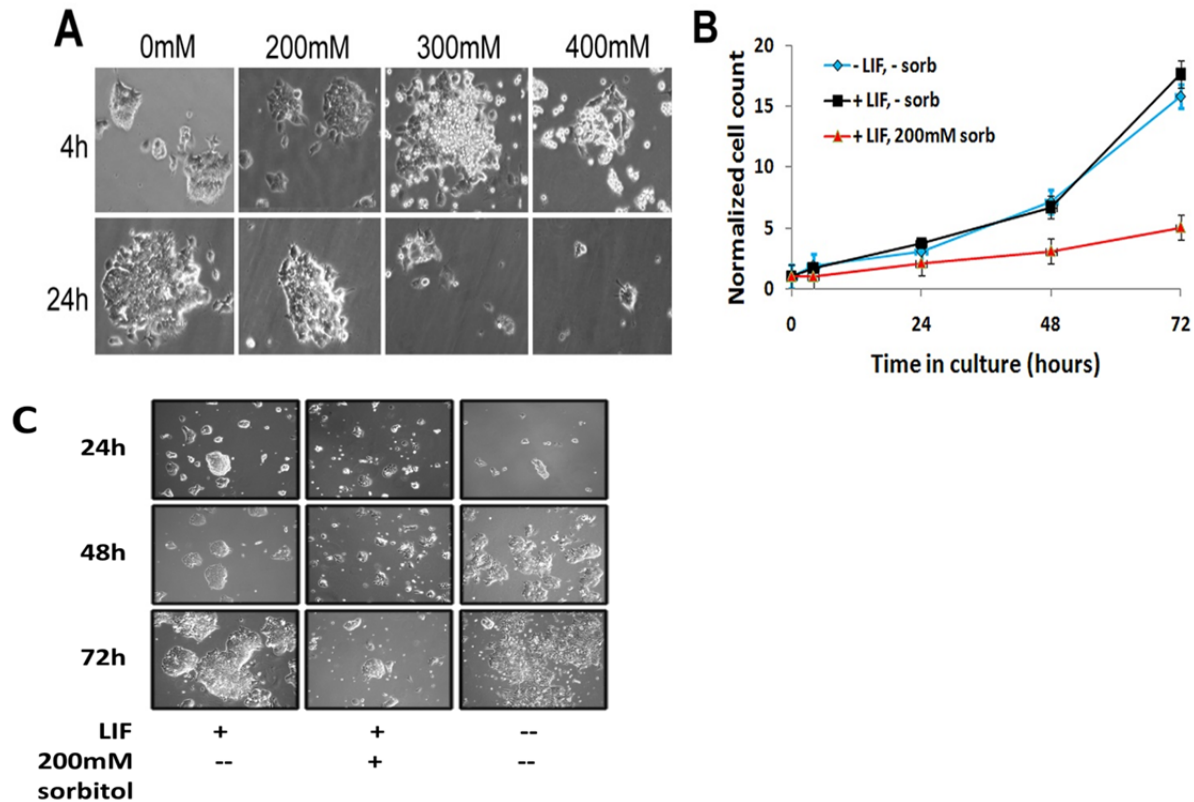 A
0mM 200mM 300mM 400mM
4h
24h
B
Normalized cell count
20
15
10
5
0
- LIF, - sorb
+ LIF, - sorb
+ LIF, 200mM sorb
0 24 48 72
Time in culture (hours)
C
24h
48h
72h
LIF + + --
200mM -- + --
sorbitol